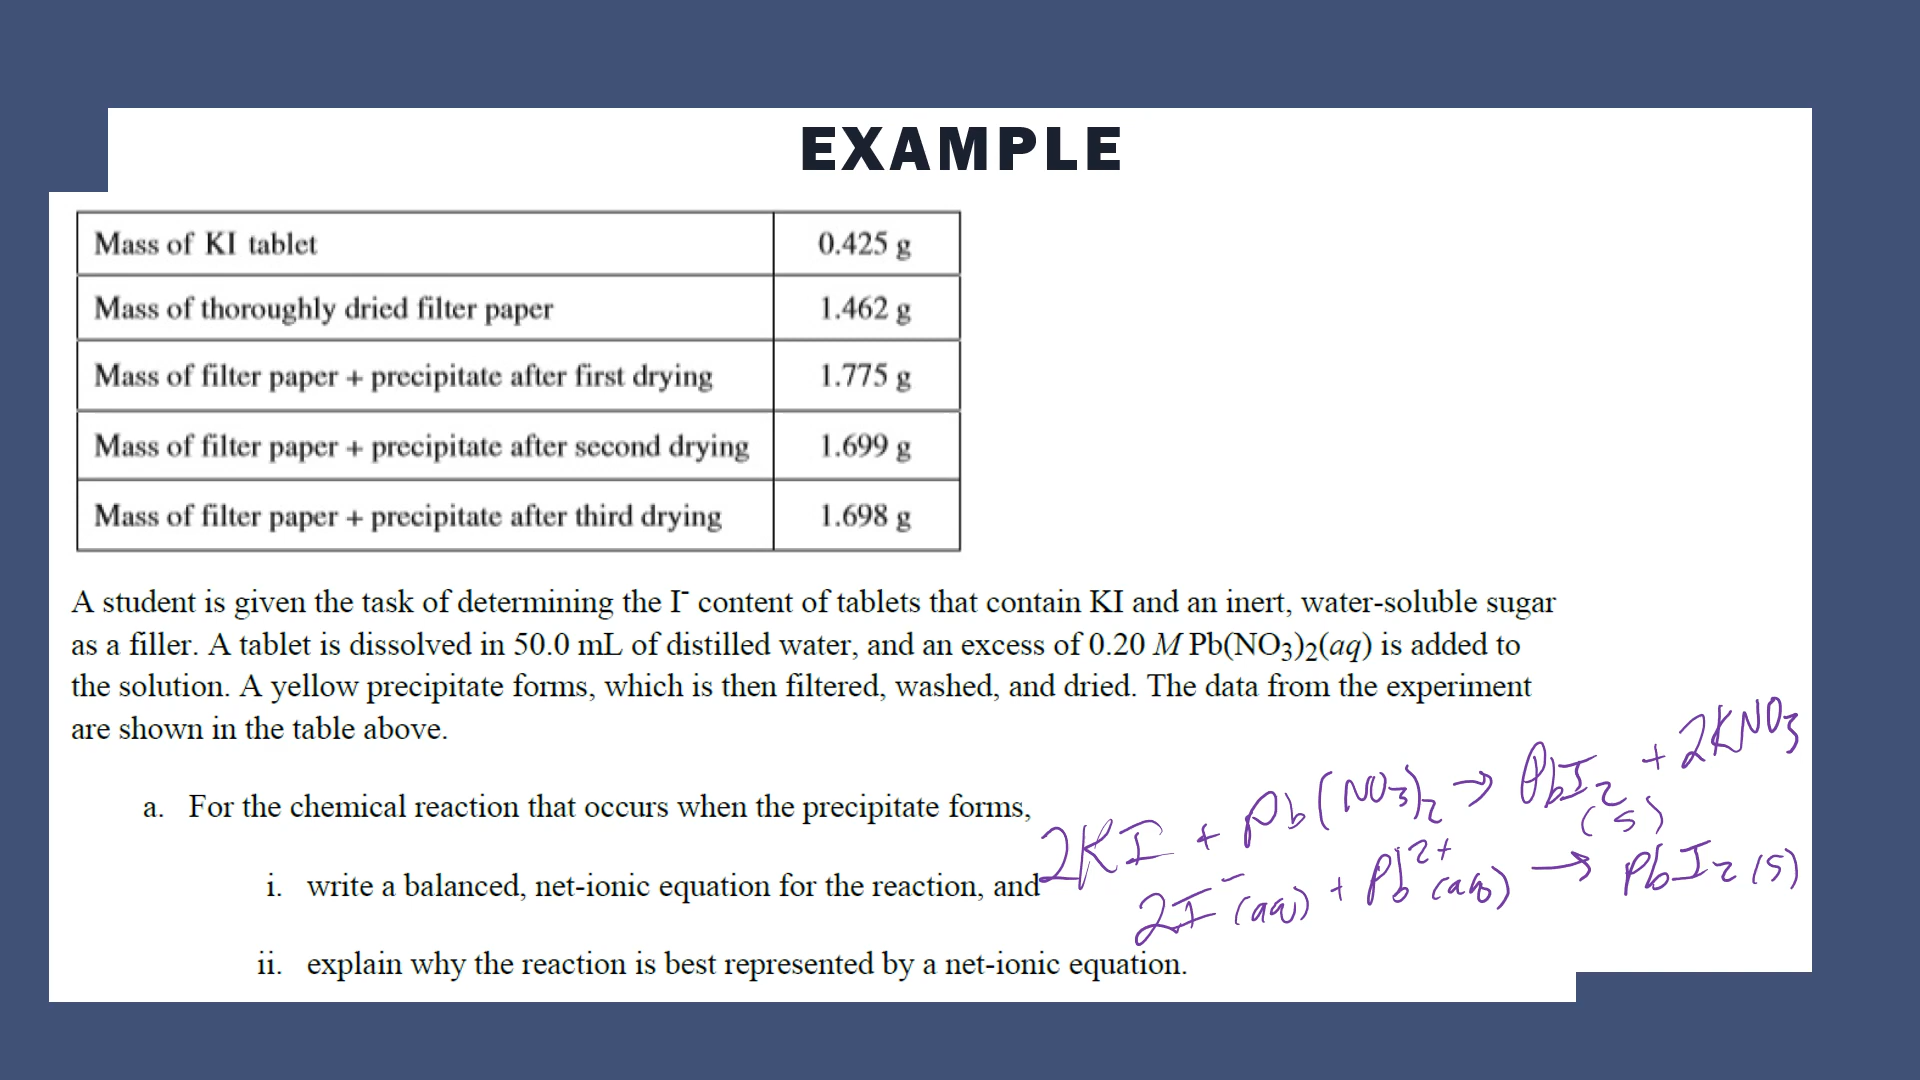 EXAMPLE
Mass of KI tablet 0.425 g
Mass of thoroughly dried filter paper 1.462 g
Mass of filter paper + precipitate after first drying 1.775 g
Mass of filter paper + precipitate after second drying 1.699 g
Mass of filter paper + precipitate after third drying 1.698 g
A student is given the task of determining the I⁻ content of tablets that contain KI and an inert, water-soluble sugar
as a filler. A tablet is dissolved in 50.0 mL of distilled water, and an excess of 0.20 M Pb(NO₃)₂(aq) is added to
the solution. A yellow precipitate forms, which is then filtered, washed, and dried. The data from the experiment
are shown in the table above.
a. For the chemical reaction that occurs when the precipitate forms,
2KI + Pb(NO₃)₂ → PbI₂ (s) + 2KNO₃
i. write a balanced, net-ionic equation for the reaction, and
2I⁻(aq) + Pb²⁺(aq) → PbI₂(s)
ii. explain why the reaction is best represented by a net-ionic equation.